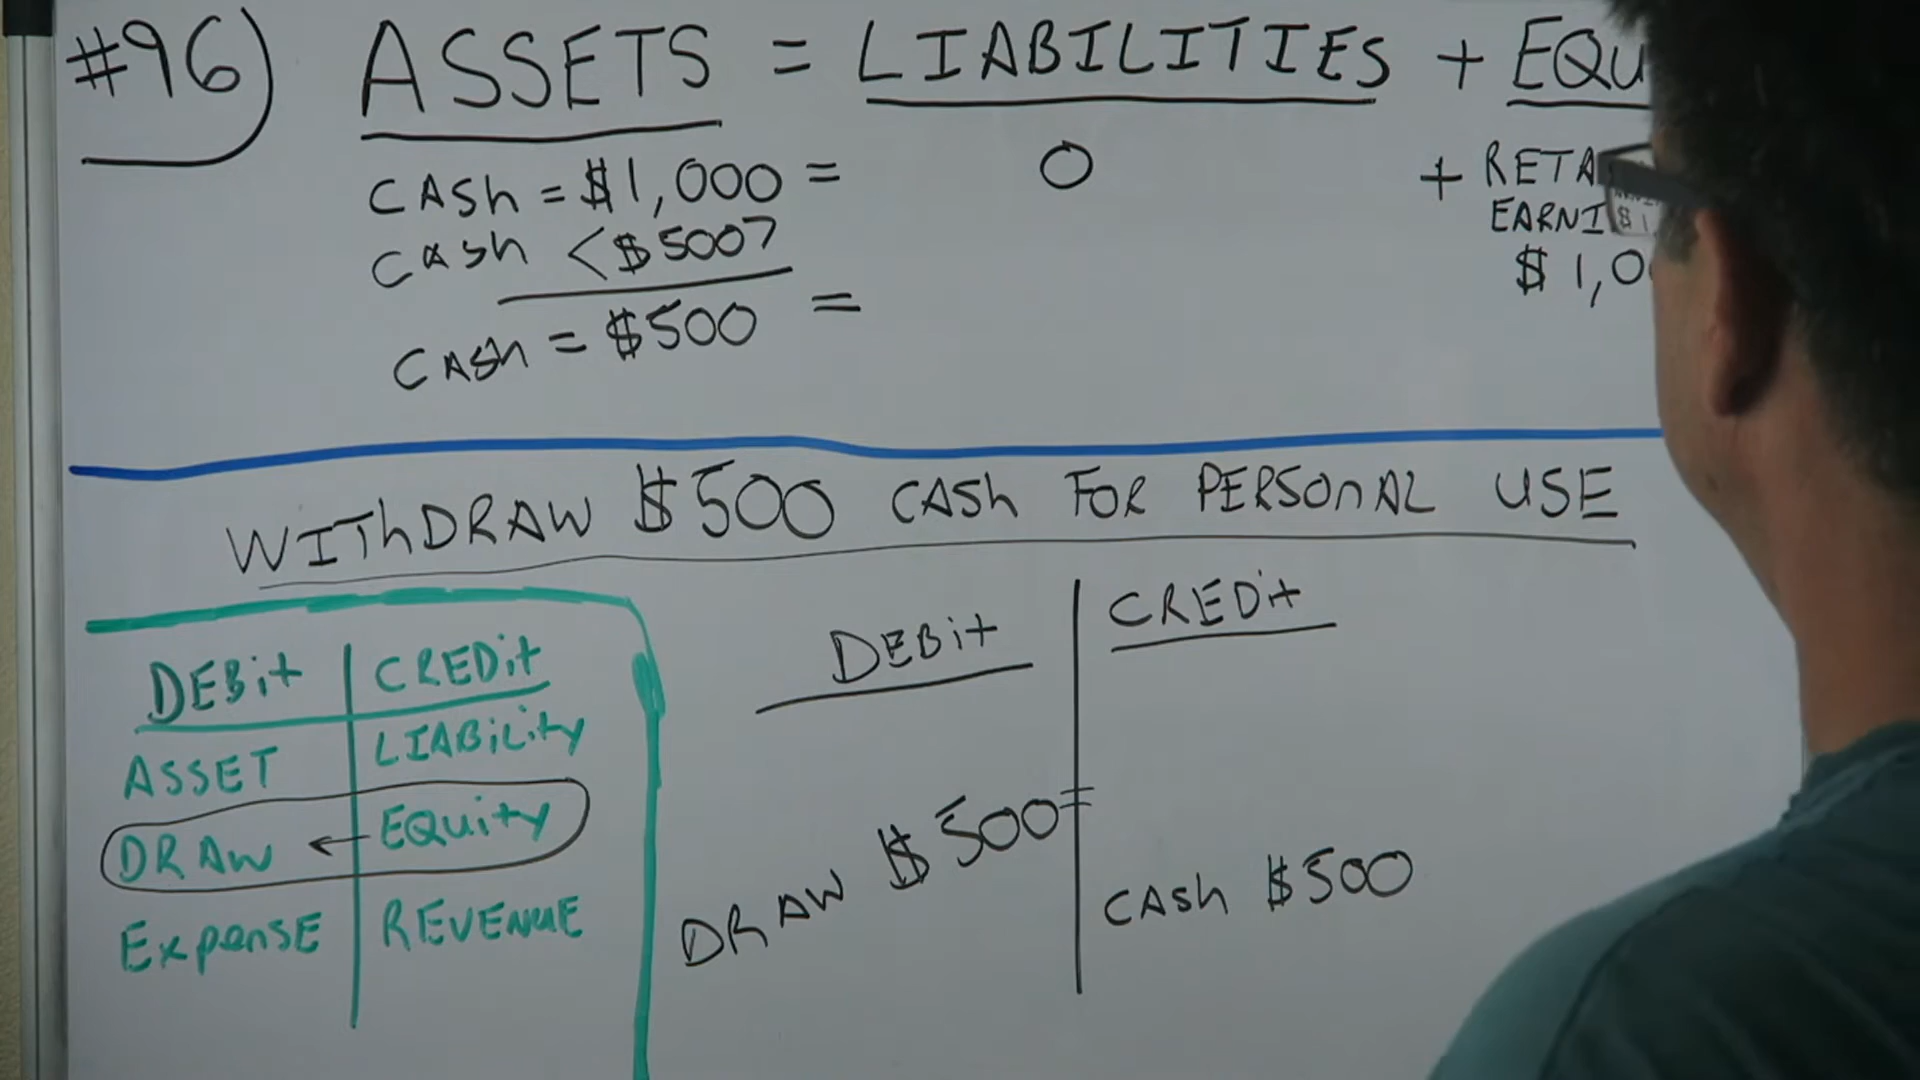 #96) ASSETS = LIABILITIES + EQU
CASh = $1,000 = 0 + RETA
EARNI
$ 1,0
CASh <$500>
CASh = $500 =
WIThDRAW $500 CASh FOR PERSONAL USE
DEBit CREDit
ASSET LIABiLity
DRAW ← EQuity
ExpenSE REVENUE
DEBit CREDit
DRAW $500 =
CASh $500